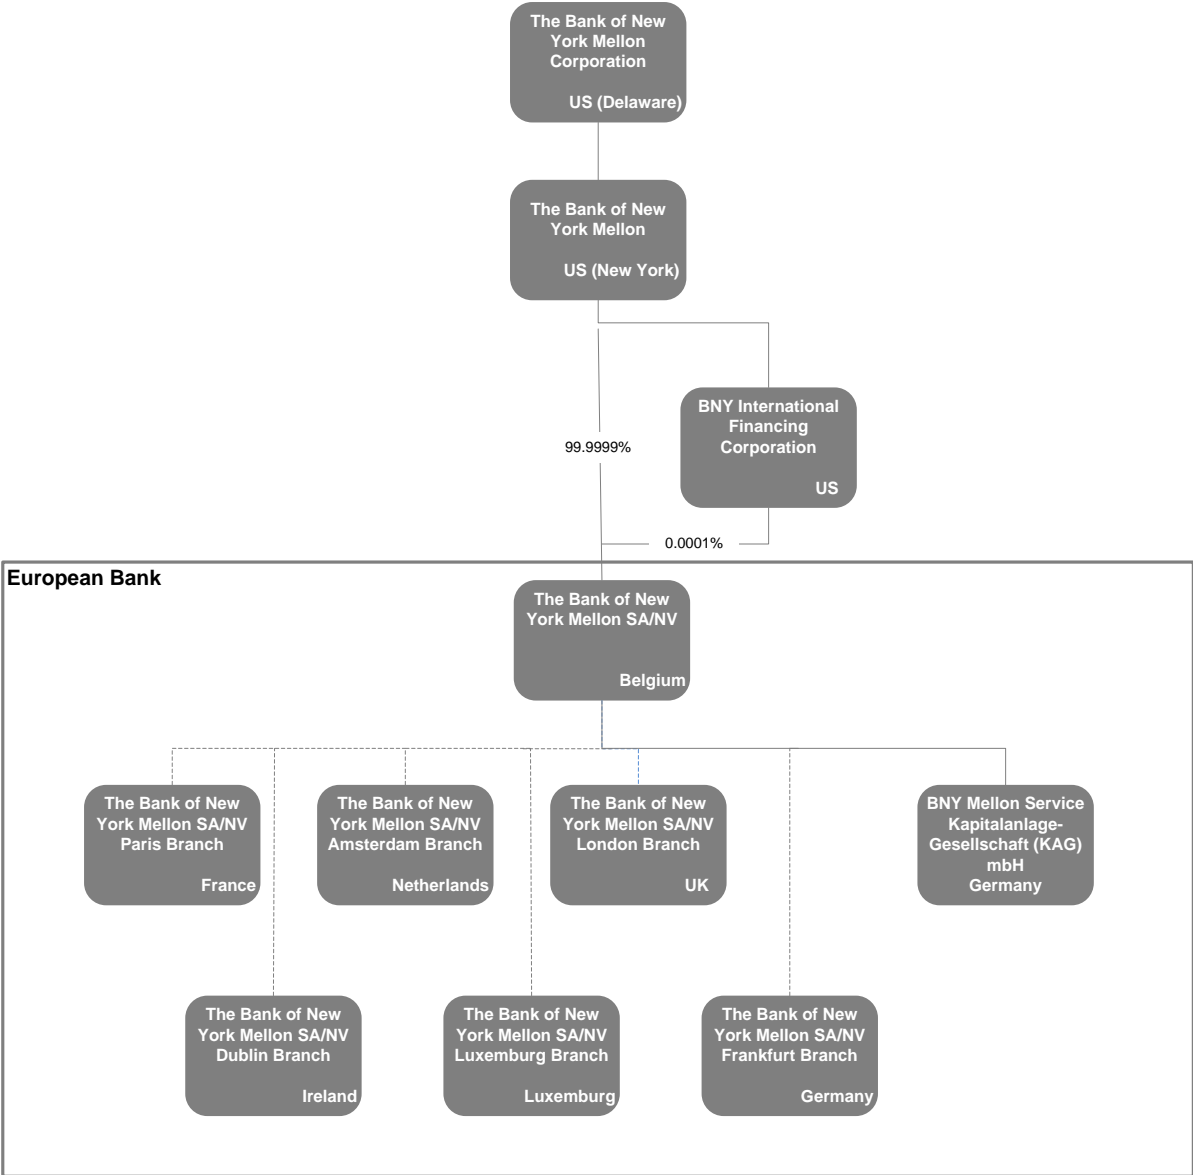 The Bank of New
York Mellon
Corporation
US (Delaware)
The Bank of New
York Mellon
US (New York)
BNY International
Financing
Corporation
US
99.9999%
0.0001%
European Bank
The Bank of New
York Mellon SA/NV
Belgium
The Bank of New
York Mellon SA/NV
Paris Branch
France
The Bank of New
York Mellon SA/NV
Amsterdam Branch
Netherlands
The Bank of New
York Mellon SA/NV
London Branch
UK
BNY Mellon Service
Kapitalanlage-
Gesellschaft (KAG)
mbH
Germany
The Bank of New
York Mellon SA/NV
Dublin Branch
Ireland
The Bank of New
York Mellon SA/NV
Luxemburg Branch
Luxemburg
The Bank of New
York Mellon SA/NV
Frankfurt Branch
Germany